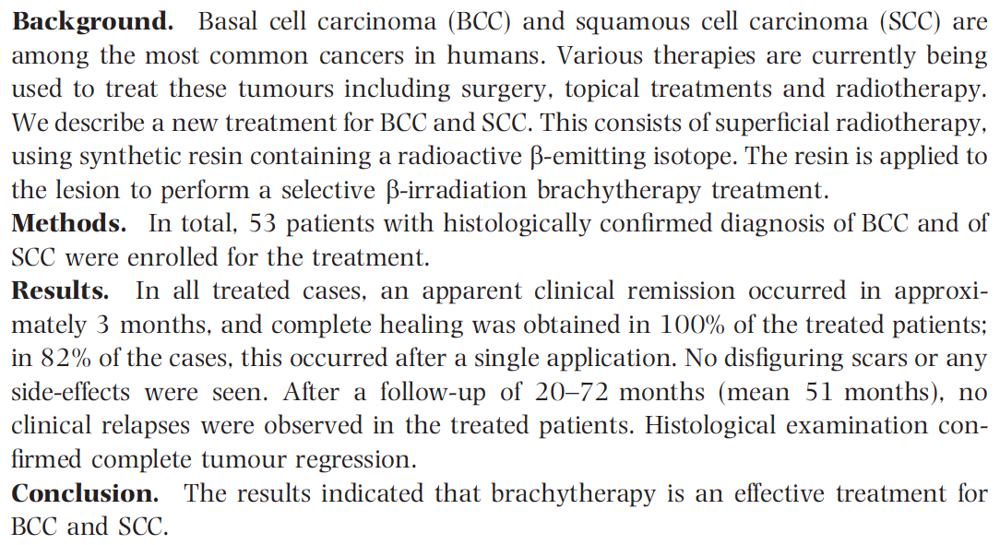 Background. Basal cell carcinoma (BCC) and squamous cell carcinoma (SCC) are
among the most common cancers in humans. Various therapies are currently being
used to treat these tumours including surgery, topical treatments and radiotherapy.
We describe a new treatment for BCC and SCC. This consists of superficial radiotherapy,
using synthetic resin containing a radioactive β-emitting isotope. The resin is applied to
the lesion to perform a selective β-irradiation brachytherapy treatment.
Methods. In total, 53 patients with histologically confirmed diagnosis of BCC and of
SCC were enrolled for the treatment.
Results. In all treated cases, an apparent clinical remission occurred in approxi-
mately 3 months, and complete healing was obtained in 100% of the treated patients;
in 82% of the cases, this occurred after a single application. No disfiguring scars or any
side-effects were seen. After a follow-up of 20–72 months (mean 51 months), no
clinical relapses were observed in the treated patients. Histological examination con-
firmed complete tumour regression.
Conclusion. The results indicated that brachytherapy is an effective treatment for
BCC and SCC.